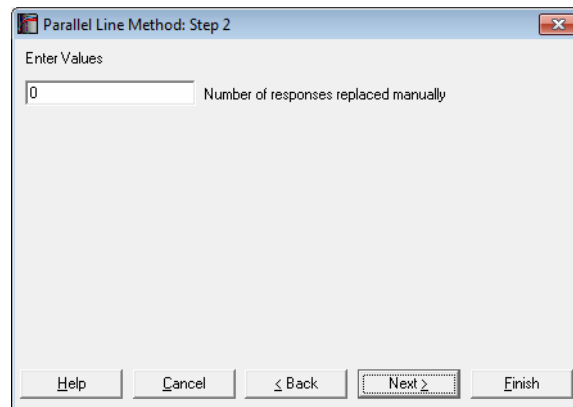 Parallel Line Method: Step 2
Enter Values
0 Number of responses replaced manually
Help Cancel < Back Next > Finish